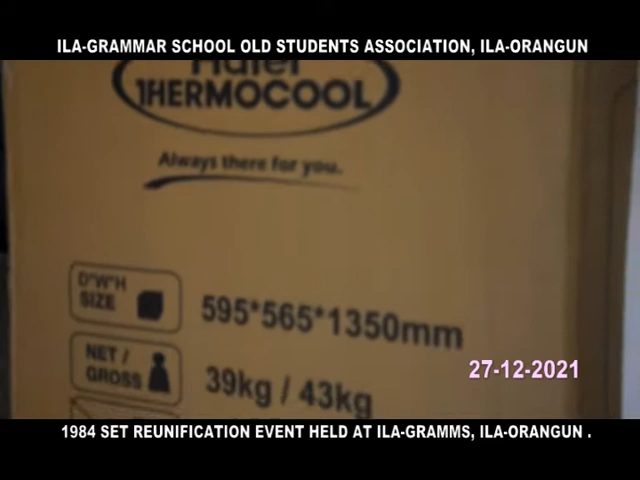 ILA-GRAMMAR SCHOOL OLD STUDENTS ASSOCIATION, ILA-ORANGUN
Haier
THERMOCOOL
Always there for you.
D*W*H
SIZE
595*565*1350mm
NET /
GROSS
39kg / 43kg
27-12-2021
1984 SET REUNIFICATION EVENT HELD AT ILA-GRAMMS, ILA-ORANGUN .